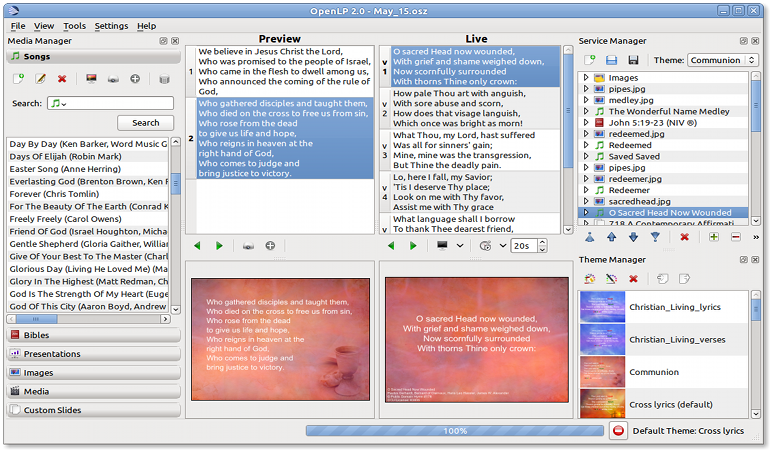 OpenLP 2.0 - May_15.osz
File View Tools Settings Help
Media Manager
Songs
Search:
Search
Day By Day (Ken Barker, Word Music G
Days Of Elijah (Robin Mark)
Easter Song (Anne Herring)
Everlasting God (Brenton Brown, Ken R
Forever (Chris Tomlin)
For The Beauty Of The Earth (Conrad K
Freely Freely (Carol Owens)
Friend Of God (Israel Houghton, Michael
Gentle Shepherd (Gloria Gaither, William
Give Of Your Best To The Master (Charl
Glorious Day (Living He Loved Me) (Ma
Glory In The Highest (Matt Redman, Ch
God Is The Strength Of My Heart (Euge
God Of This City (Aaron Boyd, Andrew
Bibles
Presentations
Images
Media
Custom Slides
Preview
1
We believe in Jesus Christ the Lord,
Who was promised to the people of Israel,
Who came in the flesh to dwell among us,
Who announced the coming of the rule of
God,
2
Who gathered disciples and taught them,
Who died on the cross to free us from sin,
Who rose from the dead
to give us life and hope,
Who reigns in heaven at the
right hand of God,
Who comes to judge and
bring justice to victory.
Who gathered disciples and taught them,
Who died on the cross to free us from sin,
Who rose from the dead
to give us life and hope,
Who reigns in heaven at the
right hand of God,
Who comes to judge and
bring justice to victory.
Live
v
1
O sacred Head now wounded,
With grief and shame weighed down,
Now scornfully surrounded
With thorns Thine only crown:
v
2
How pale Thou art with anguish,
With sore abuse and scorn,
How does that visage languish,
Which once was bright as morn!
v
3
What Thou, my Lord, hast suffered
Was all for sinners' gain;
Mine, mine was the transgression,
But Thine the deadly pain.
v
4
Lo, here I fall, my Savior;
'Tis I deserve Thy place;
Look on me with Thy favor,
Assist me with Thy grace
v
What language shall I borrow
To thank Thee dearest friend,
20s
O sacred Head now wounded,
With grief and shame weighed down,
Now scornfully surrounded
With thorns Thine only crown:
Service Manager
Theme: Communion
Images
pipes.jpg
medley.jpg
The Wonderful Name Medley
John 5:19-23 (NIV ®)
redeemed.jpg
Redeemed
Saved Saved
pipes.jpg
redeemer.jpg
Redeemer
sacredhead.jpg
O Sacred Head Now Wounded
718 A Contemporary Affirmati
Theme Manager
Christian_Living_lyrics
Christian_Living_verses
Communion
Cross lyrics (default)
100%
Default Theme: Cross lyrics